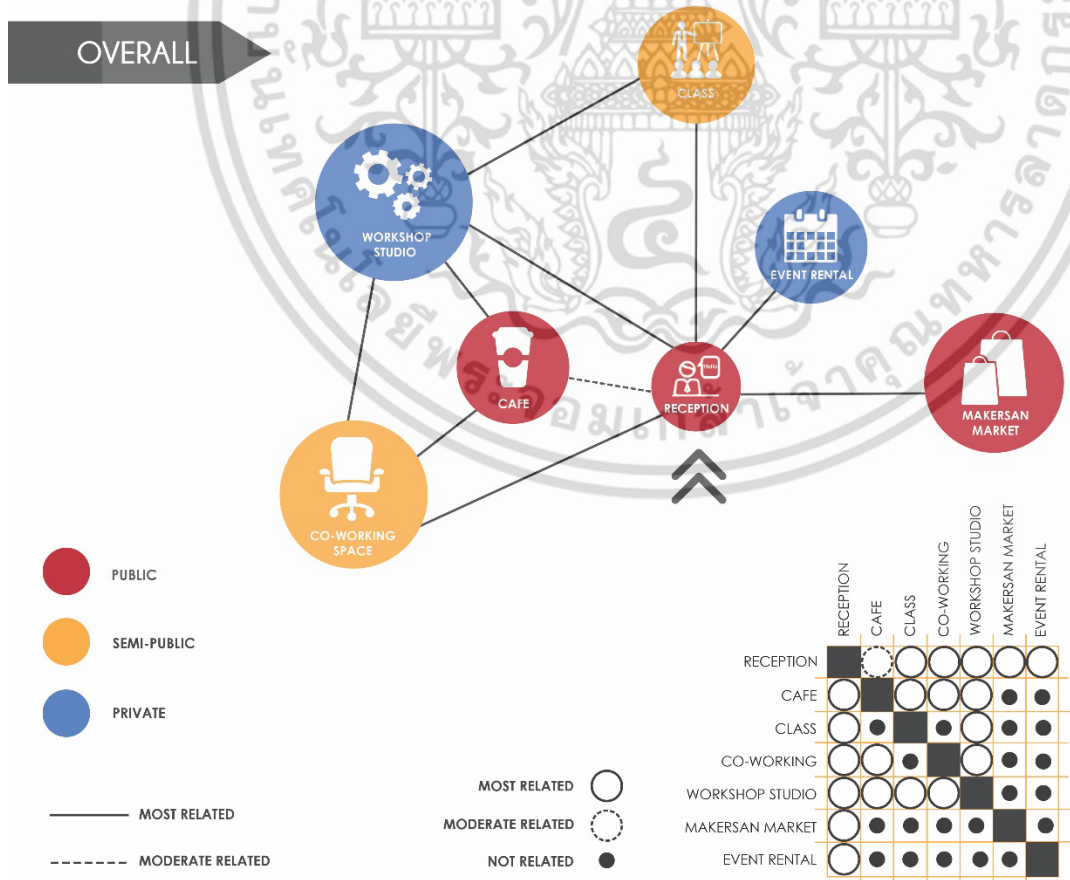 OVERALL
CLASS
WORKSHOP
STUDIO
EVENT RENTAL
Hello
CAFE
RECEPTION
MAKERSAN
MARKET
CO-WORKING
SPACE
PUBLIC
SEMI-PUBLIC
PRIVATE
MOST RELATED
MODERATE RELATED
MOST RELATED
MODERATE RELATED
NOT RELATED
RECEPTION
CAFE
CLASS
CO-WORKING
WORKSHOP STUDIO
MAKERSAN MARKET
EVENT RENTAL
RECEPTION
CAFE
CLASS
CO-WORKING
WORKSHOP STUDIO
MAKERSAN MARKET
EVENT RENTAL